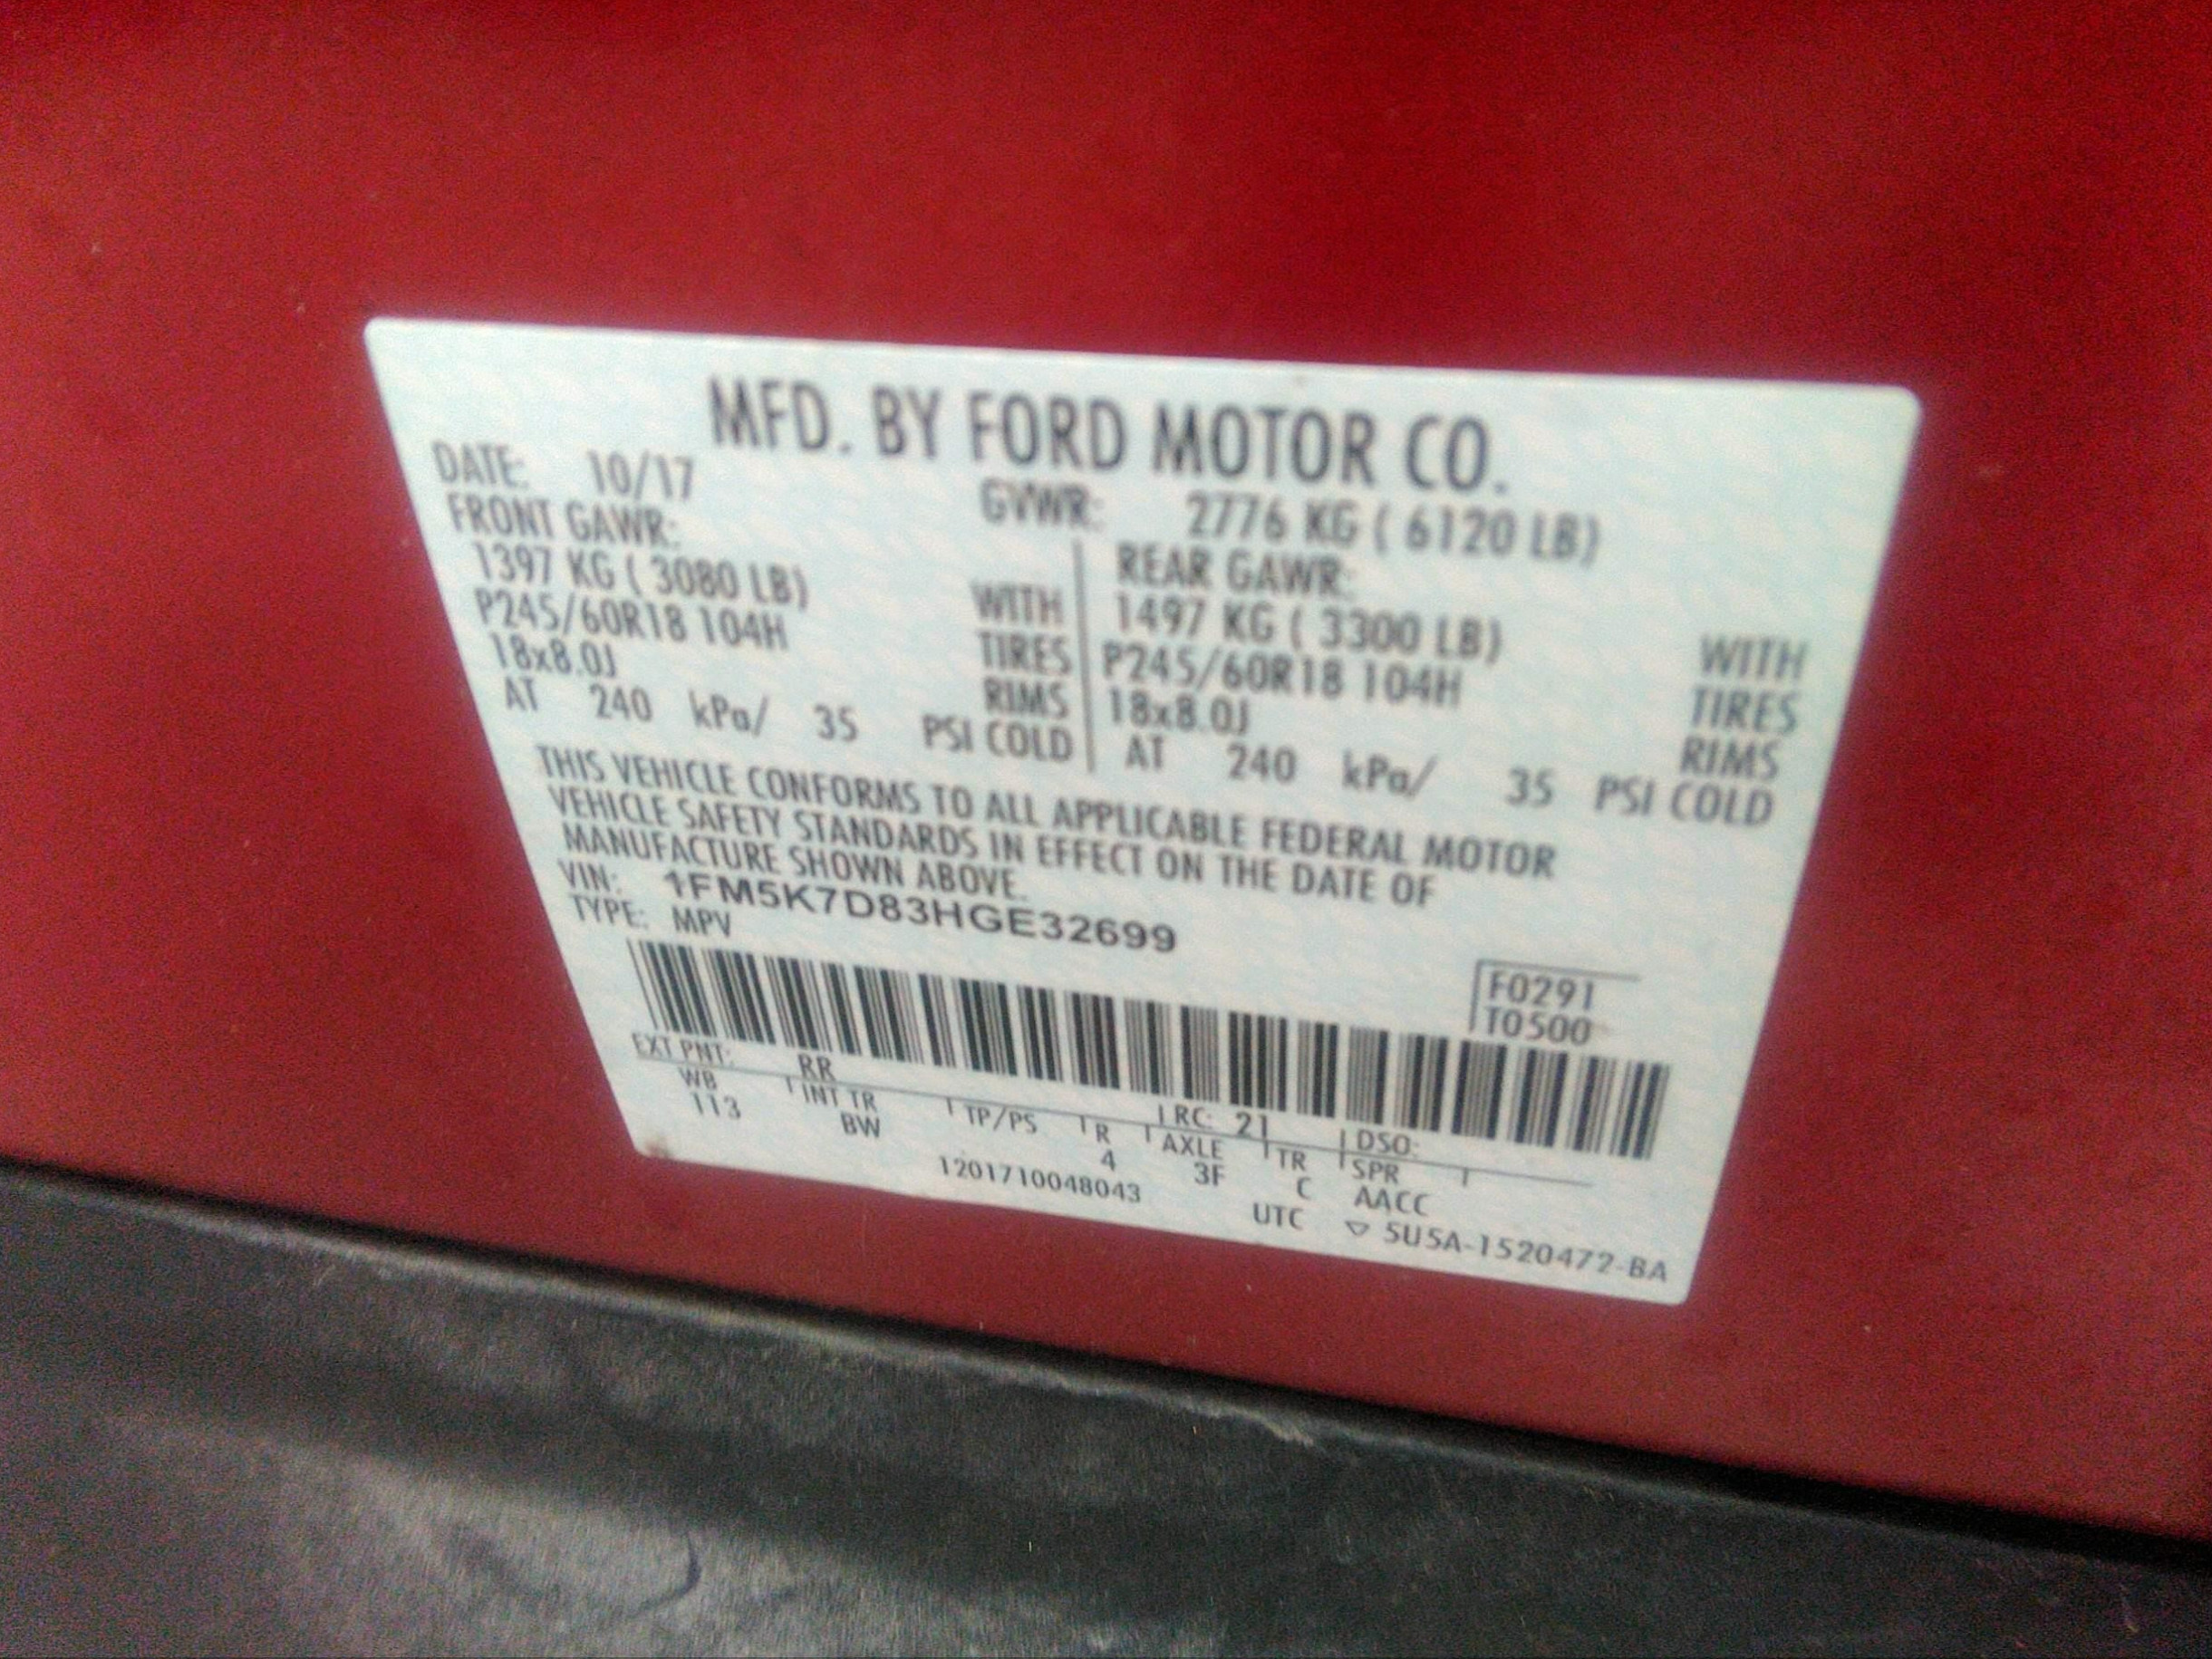 MFD. BY FORD MOTOR CO.
DATE: 10/17 GVWR: 2776 KG ( 6120 LB)
FRONT GAWR: REAR GAWR:
1397 KG ( 3080 LB) WITH 1497 KG ( 3300 LB) WITH
P245/60R18 104H TIRES P245/60R18 104H TIRES
18x8.0J RIMS 18x8.0J RIMS
AT 240 kPa/ 35 PSI COLD AT 240 kPa/ 35 PSI COLD
THIS VEHICLE CONFORMS TO ALL APPLICABLE FEDERAL MOTOR
VEHICLE SAFETY STANDARDS IN EFFECT ON THE DATE OF
MANUFACTURE SHOWN ABOVE.
VIN: 1FM5K7D83HGE32699
TYPE: MPV
F0291
T0500
EXT PNT: RR RC: 21 DSO:
WB INT TR TP/PS R AXLE TR SPR
113 BW 4 3F C AACC
1201710048043 UTC ▽ 5U5A-1520472-BA